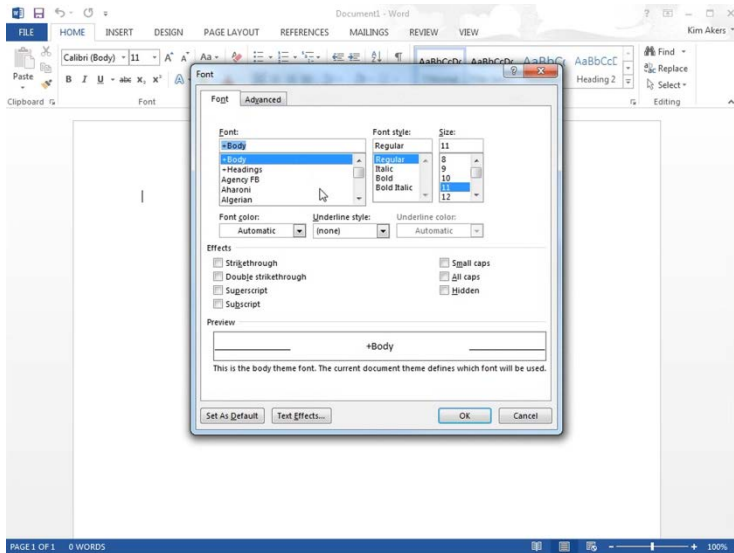 Document1 - Word
FILE HOME INSERT DESIGN PAGE LAYOUT REFERENCES MAILINGS REVIEW VIEW Kim Akers
Calibri (Body) 11 A A Aa
Find
Paste
B I U abc X₂ X² A
AaBbCcDc AaBbCcDc AaBbCc AaBbCcC
Replace
Heading 2
Select
Clipboard Font Editing
Font
Font Advanced
Font: Font style: Size:
+Body Regular 11
+Body Regular 8
+Headings Italic 9
Agency FB Bold 10
Aharoni Bold Italic 11
Algerian 12
Font color: Underline style: Underline color:
Automatic (none) Automatic
Effects
Strikethrough Small caps
Double strikethrough All caps
Superscript Hidden
Subscript
Preview
+Body
This is the body theme font. The current document theme defines which font will be used.
Set As Default Text Effects... OK Cancel
PAGE 1 OF 1 0 WORDS 100%